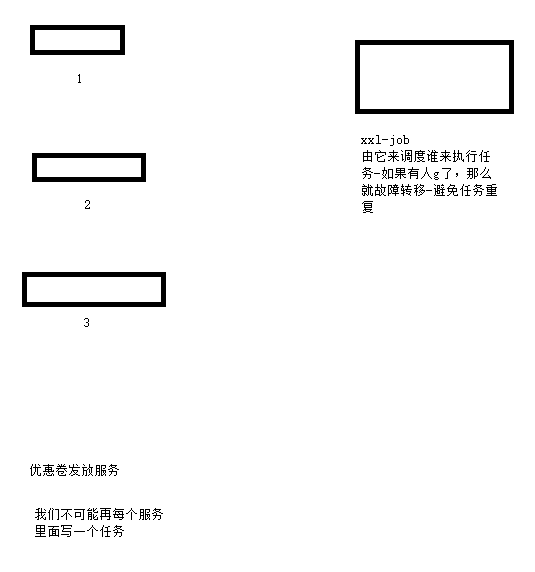 1
xxl-job
由它来调度谁来执行任
务-如果有人g了，那么
就故障转移-避免任务重
复
2
3
优惠卷发放服务
我们不可能再每个服务
里面写一个任务